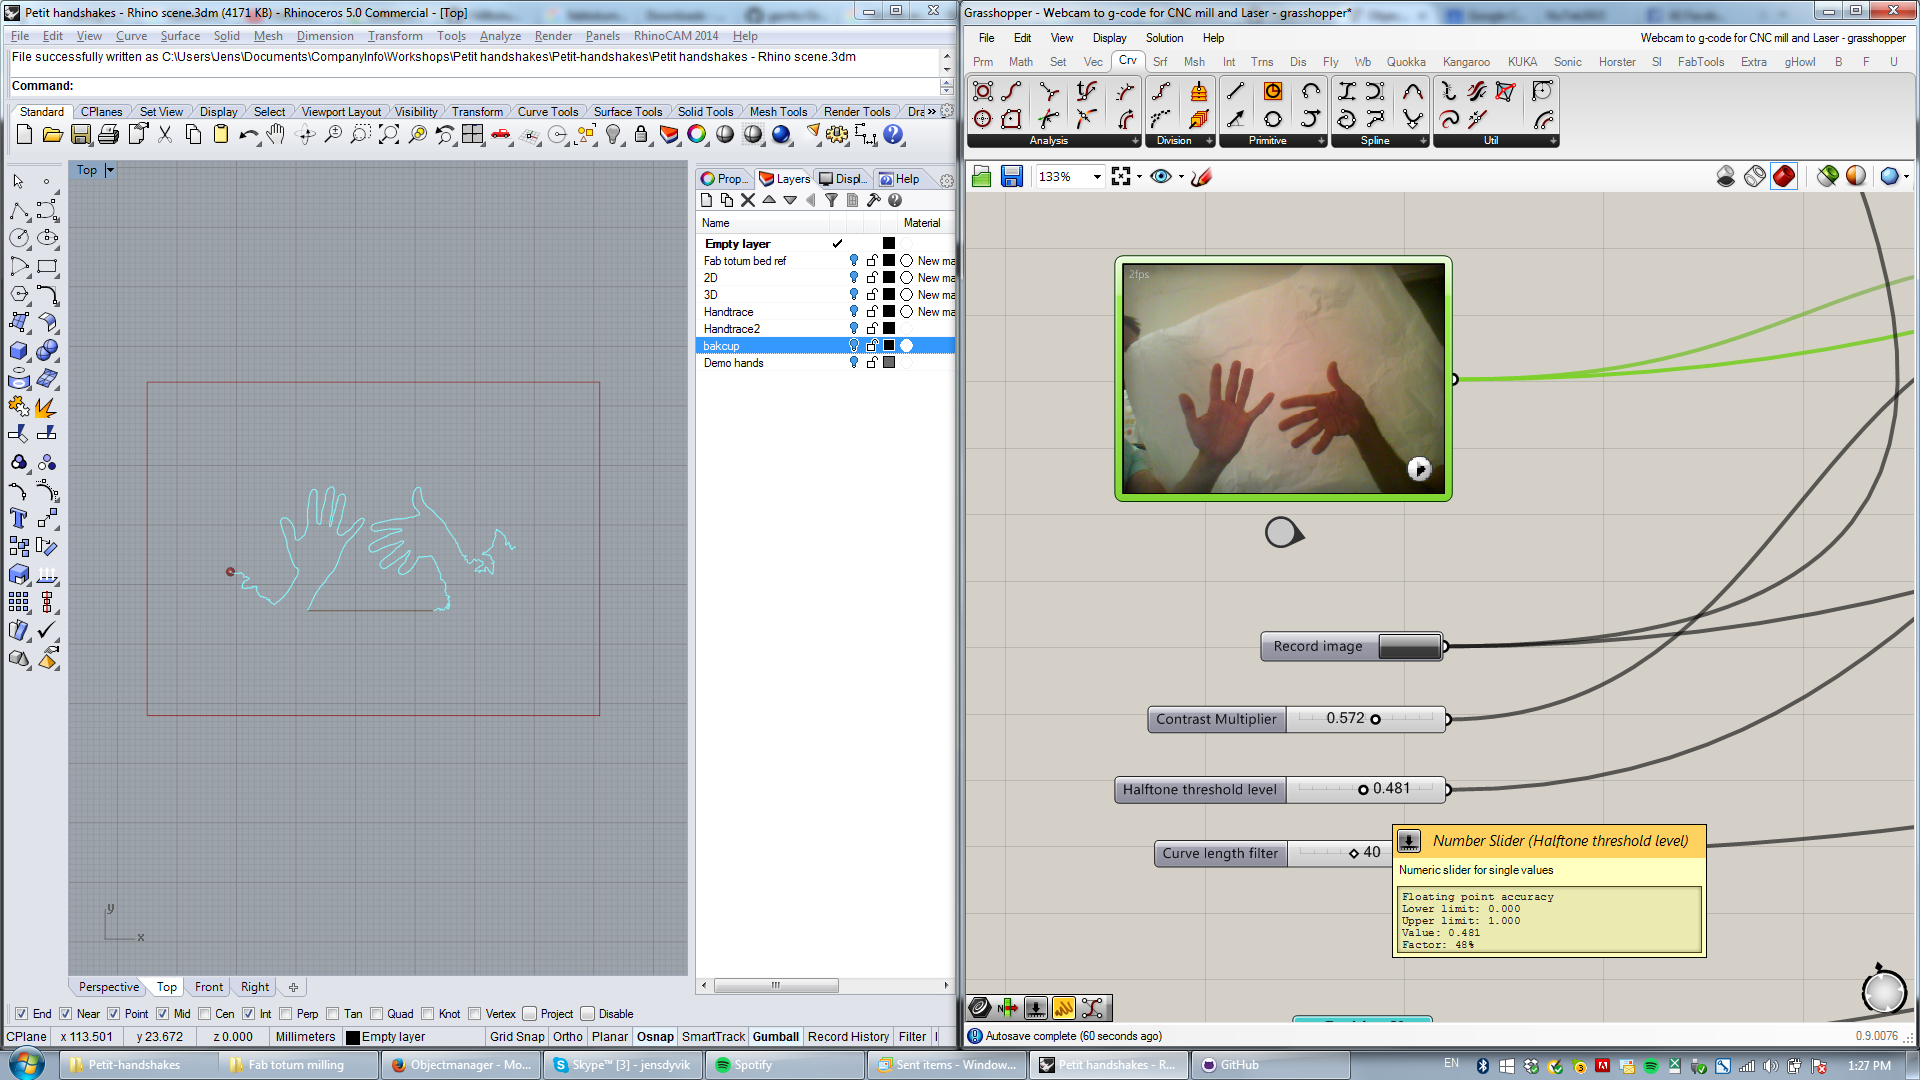 Petit handshakes - Rhino scene.3dm (4171 KB) - Rhinoceros 5.0 Commercial - [Top]
File Edit View Curve Surface Solid Mesh Dimension Transform Tools Analyze Render Panels RhinoCAM 2014 Help
File successfully written as C:\Users\Jens\Documents\CompanyInfo\Workshops\Petit handshakes\Petit-handshakes\Petit handshakes - Rhino scene.3dm
Command:
Standard CPlanes Set View Display Select Viewport Layout Visibility Transform Curve Tools Surface Tools Solid Tools Mesh Tools Render Tools Dra »
Top
Prop... Layers Displ... Help
Name Material
Empty layer
Fab totum bed ref New ma
2D New ma
3D New ma
Handtrace New ma
Handtrace2
bakcup
Demo hands
y
x
Perspective Top Front Right
End Near Point Mid Cen Int Perp Tan Quad Knot Vertex Project Disable
CPlane x 113.501 y 23.672 z 0.000 Millimeters Empty layer Grid Snap Ortho Planar Osnap SmartTrack Gumball Record History Filter
Grasshopper - Webcam to g-code for CNC mill and Laser - grasshopper*
File Edit View Display Solution Help Webcam to g-code for CNC mill and Laser - grasshopper
Prm Math Set Vec Crv Srf Msh Int Trns Dis Fly Wb Quokka Kangaroo KUKA Sonic Horster SI FabTools Extra gHowl B F U
Analysis Division Primitive Spline Util
133%
2fps
Record image
Contrast Multiplier 0.572
Halftone threshold level 0.481
Curve length filter 40
Number Slider (Halftone threshold level)
Numeric slider for single values
Floating point accuracy
Lower limit: 0.000
Upper limit: 1.000
Value: 0.481
Factor: 48%
Autosave complete (60 seconds ago) 0.9.0076
Petit-handshakes Fab totum milling Objectmanager - Mo... Skype™ [3] - jensdyvik Spotify Sent items - Window... Petit handshakes - R... GitHub EN 1:27 PM